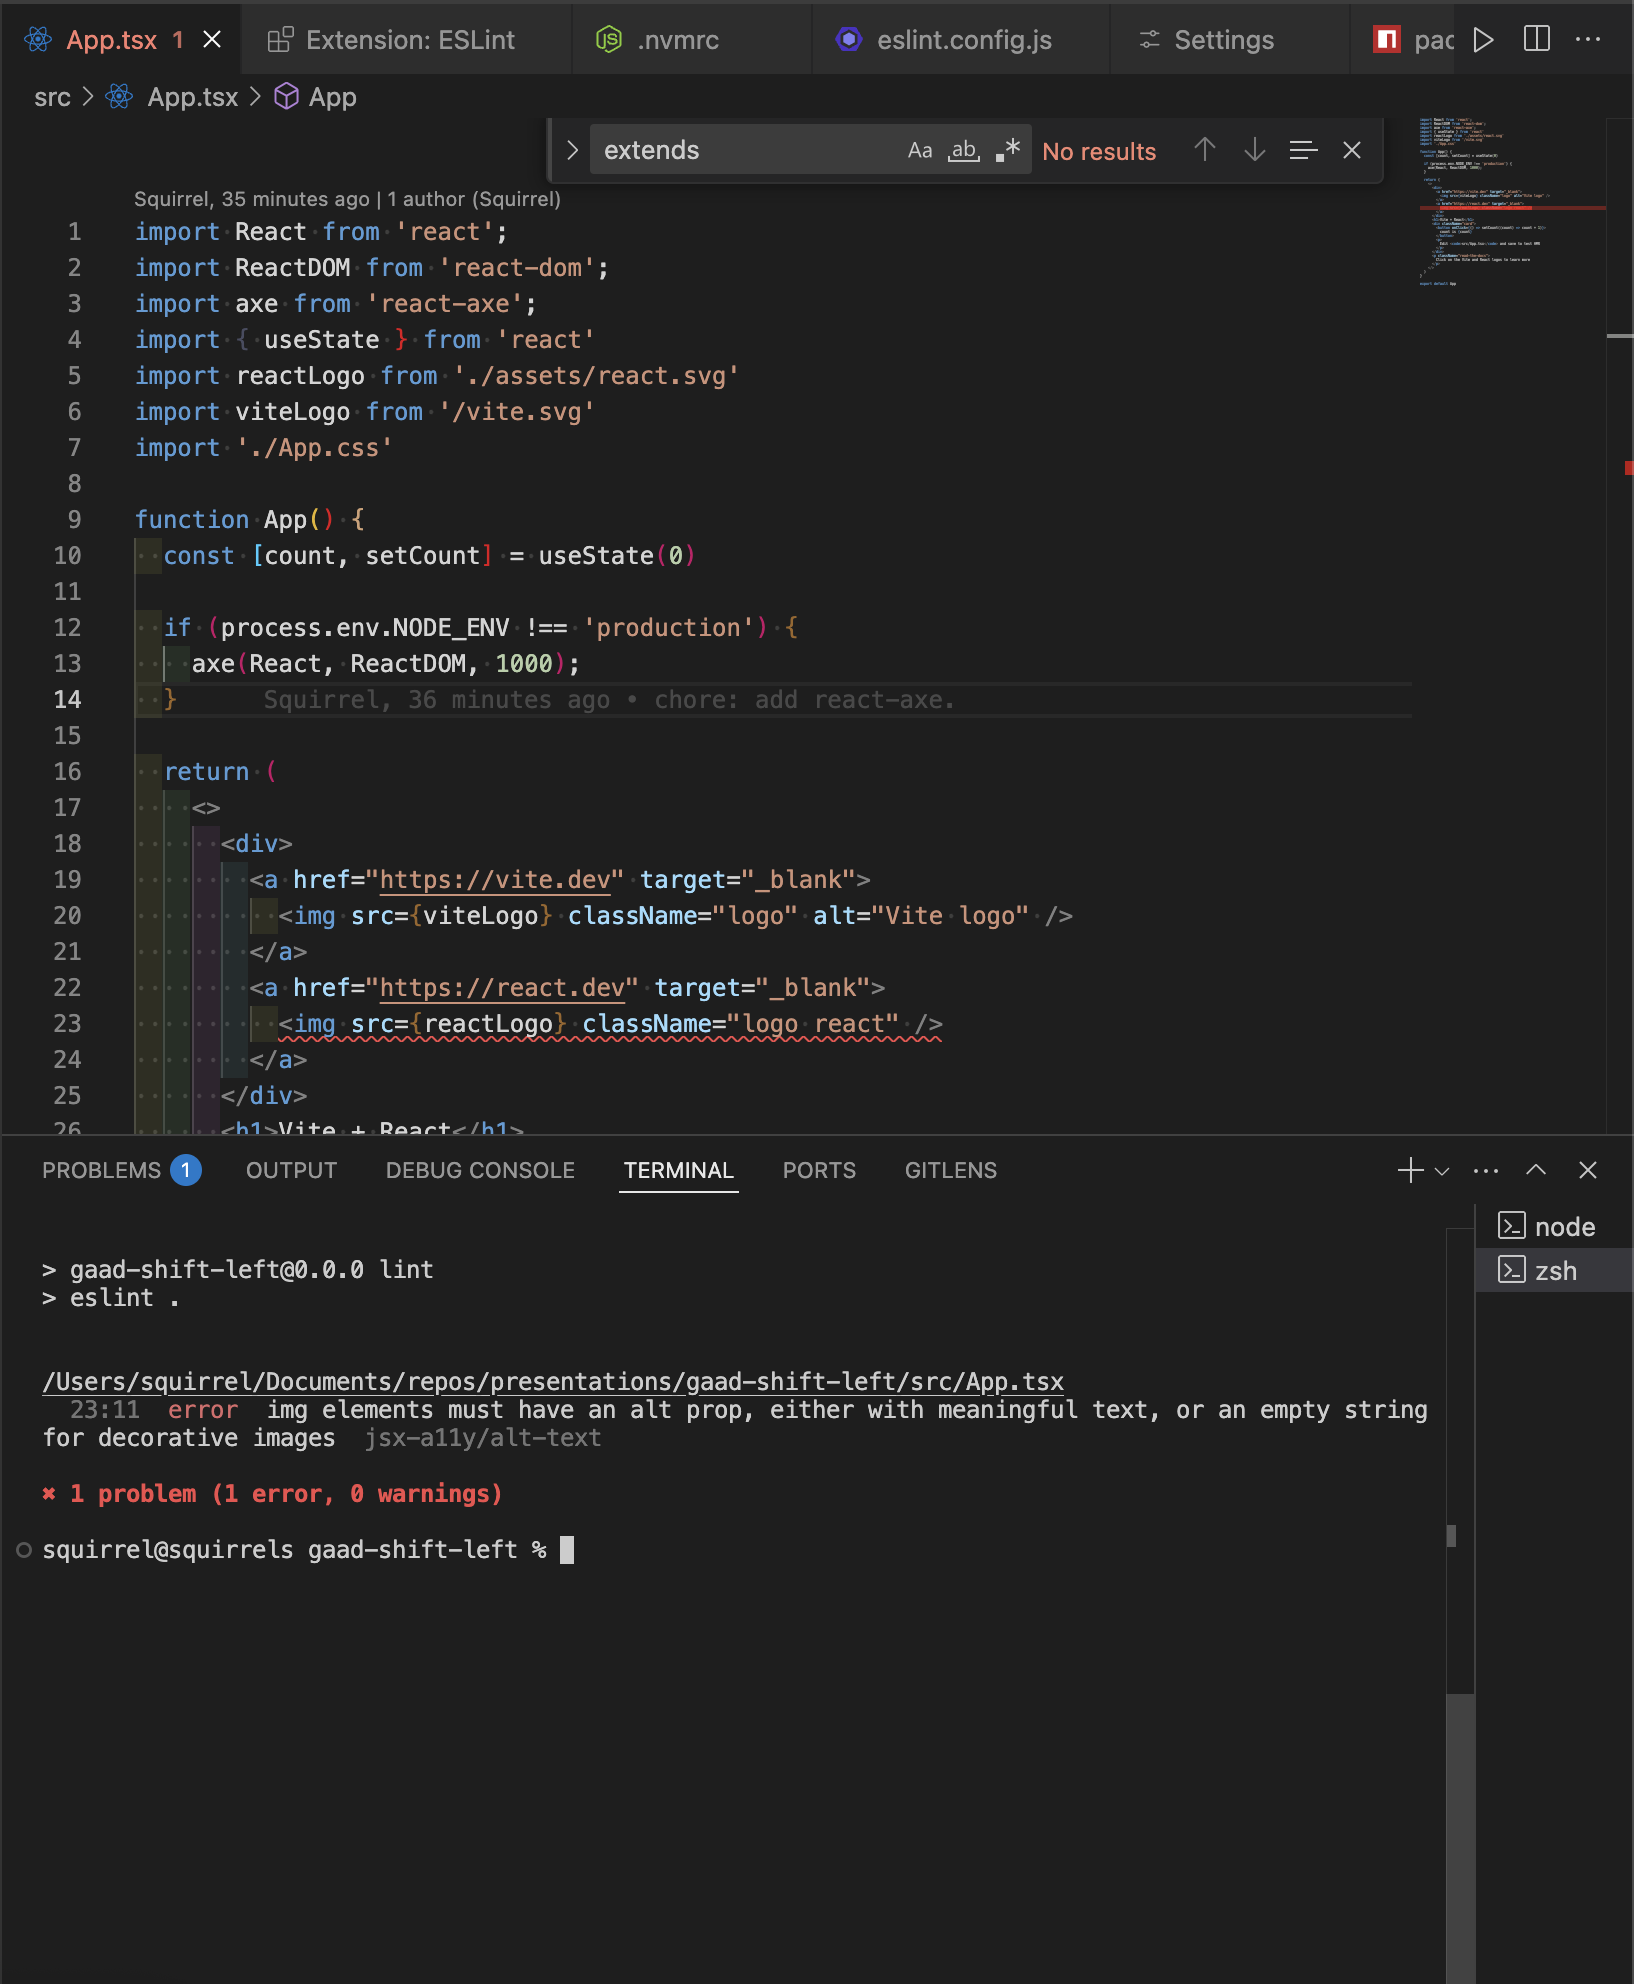 App.tsx 1
Extension: ESLint
.nvmrc
eslint.config.js
Settings
pac
src > App.tsx > App
extends Aa ab .* No results
Squirrel, 35 minutes ago | 1 author (Squirrel)
1 import React from 'react';
2 import ReactDOM from 'react-dom';
3 import axe from 'react-axe';
4 import { useState } from 'react'
5 import reactLogo from './assets/react.svg'
6 import viteLogo from '/vite.svg'
7 import './App.css'
8
9 function App() {
10 const [count, setCount] = useState(0)
11
12 if (process.env.NODE_ENV !== 'production') {
13 axe(React, ReactDOM, 1000);
14 } Squirrel, 36 minutes ago • chore: add react-axe.
15
16 return (
17 <>
18 <div>
19 <a href="https://vite.dev" target="_blank">
20 <img src={viteLogo} className="logo" alt="Vite logo" />
21 </a>
22 <a href="https://react.dev" target="_blank">
23 <img src={reactLogo} className="logo react" />
24 </a>
25 </div>
26 <h1>Vite + React</h1>
PROBLEMS 1 OUTPUT DEBUG CONSOLE TERMINAL PORTS GITLENS
node
zsh
> gaad-shift-left@0.0.0 lint
> eslint .
/Users/squirrel/Documents/repos/presentations/gaad-shift-left/src/App.tsx
23:11 error img elements must have an alt prop, either with meaningful text, or an empty string
for decorative images jsx-a11y/alt-text
✖ 1 problem (1 error, 0 warnings)
squirrel@squirrels gaad-shift-left %